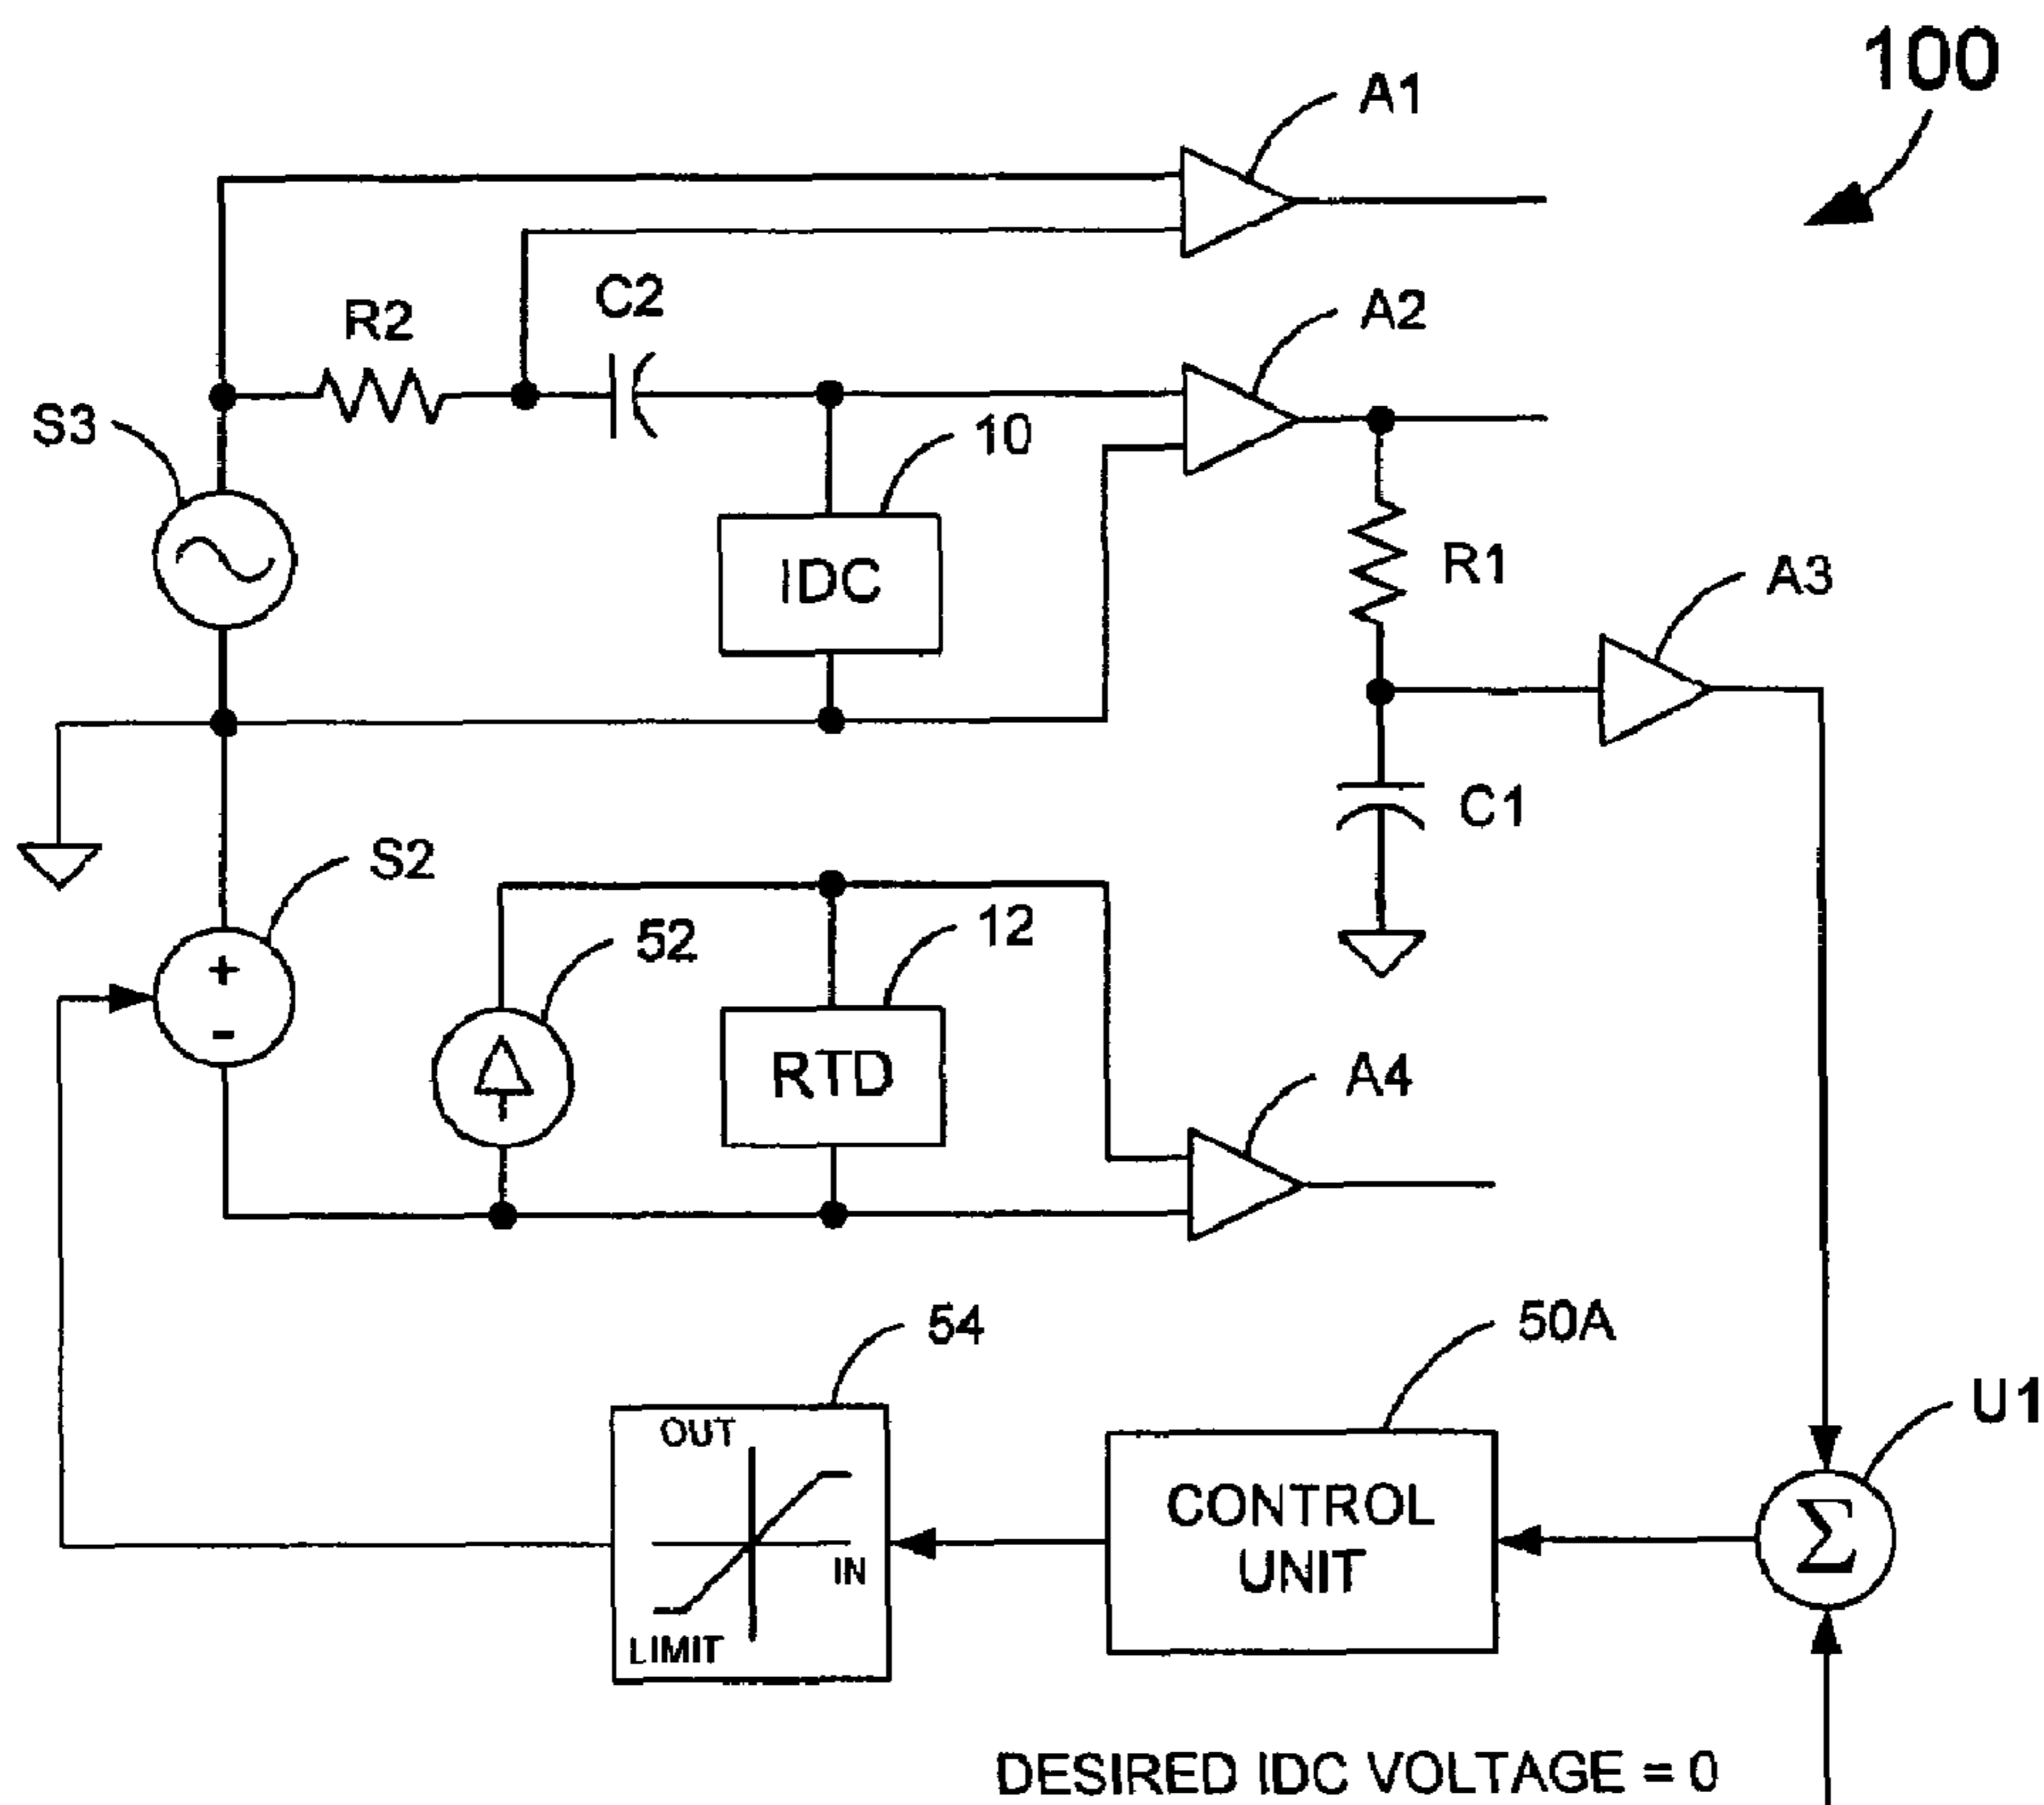 100
A1
C2
A2
R2
S3
10
IDC
R1
A3
C1
S2
+
-
52
12
RTD
A4
54
50A
U1
OUT
CONTROL
UNIT
Σ
IN
LIMIT
DESIRED IDC VOLTAGE = 0